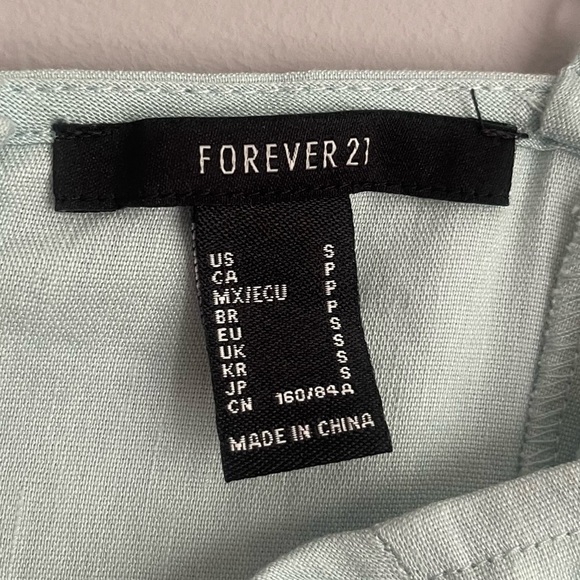 FOREVER 21
US S
CA P
MX/ECU P
BR P
EU S
UK S
KR S
JP S
CN 160/84A
MADE IN CHINA